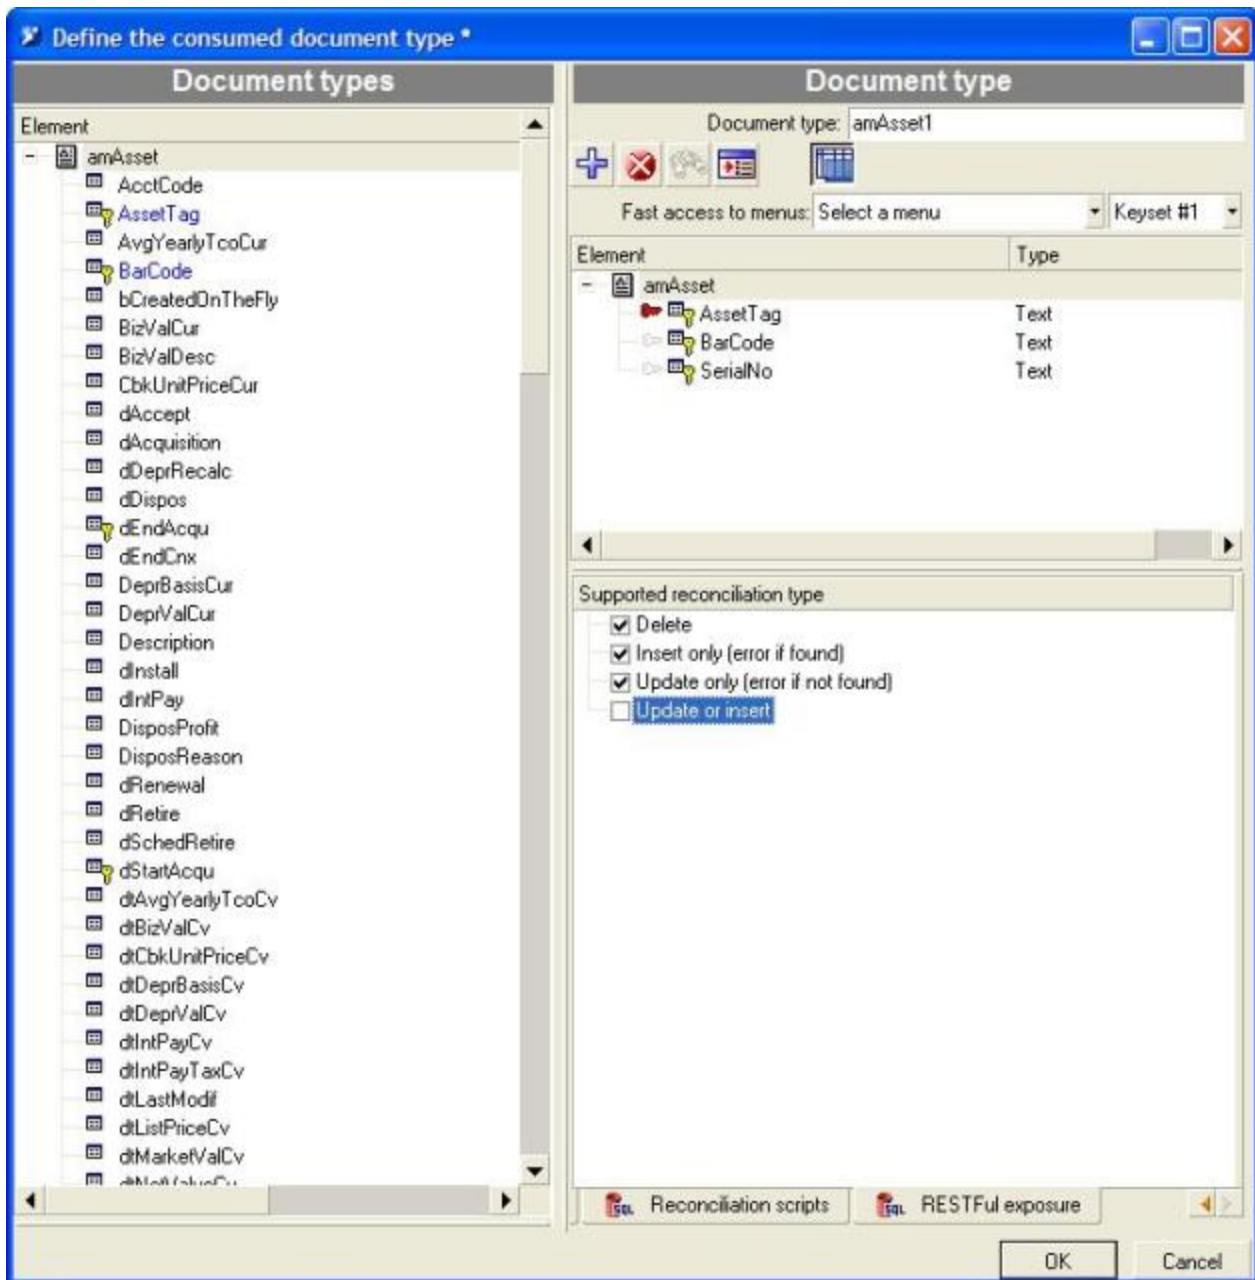 Define the consumed document type *
Document types
Element
amAsset
AcctCode
AssetTag
AvgYearlyTcoCur
BarCode
bCreatedOnTheFly
BizValCur
BizValDesc
CbkUnitPriceCur
dAccept
dAcquisition
dDeprRecalc
dDispos
dEndAcqu
dEndCnx
DeprBasisCur
DeprValCur
Description
dInstall
dIntPay
DisposProfit
DisposReason
dRenewal
dRetire
dSchedRetire
dStartAcqu
dtAvgYearlyTcoCv
dtBizValCv
dtCbkUnitPriceCv
dtDeprBasisCv
dtDeprValCv
dtIntPayCv
dtIntPayTaxCv
dtLastModif
dtListPriceCv
dtMarketValCv
Document type
Document type: amAsset1
Fast access to menus: Select a menu Keyset #1
Element Type
amAsset
AssetTag Text
BarCode Text
SerialNo Text
Supported reconciliation type
Delete
Insert only (error if found)
Update only (error if not found)
Update or insert
SQL Reconciliation scripts SQL RESTFul exposure
OK Cancel